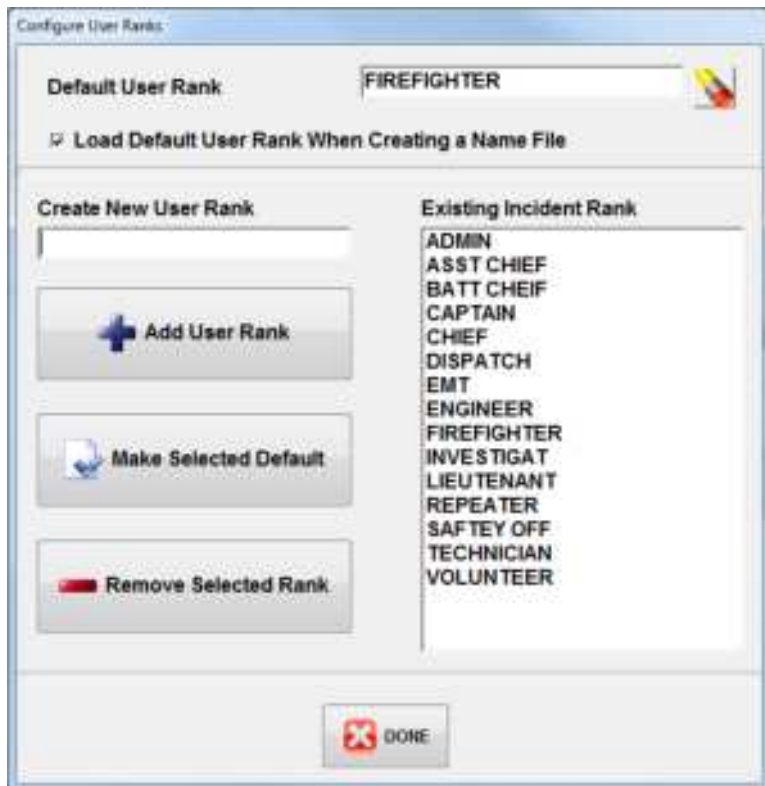 Configure User Ranks
Default User Rank
FIREFIGHTER
Load Default User Rank When Creating a Name File
Create New User Rank
Add User Rank
Make Selected Default
Remove Selected Rank
Existing Incident Rank
ADMIN
ASST CHIEF
BATT CHEIF
CAPTAIN
CHIEF
DISPATCH
EMT
ENGINEER
FIREFIGHTER
INVESTIGAT
LIEUTENANT
REPEATER
SAFTEY OFF
TECHNICIAN
VOLUNTEER
DONE